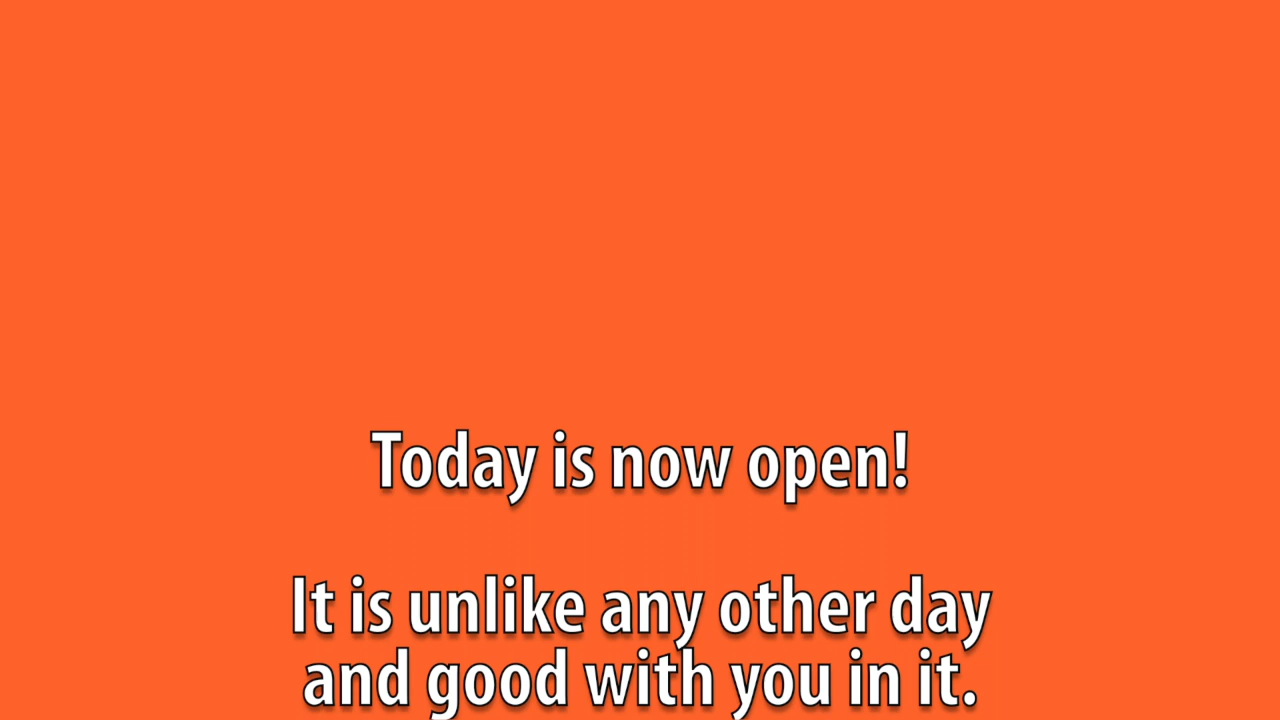 Today is now open!
It is unlike any other day
and good with you in it.